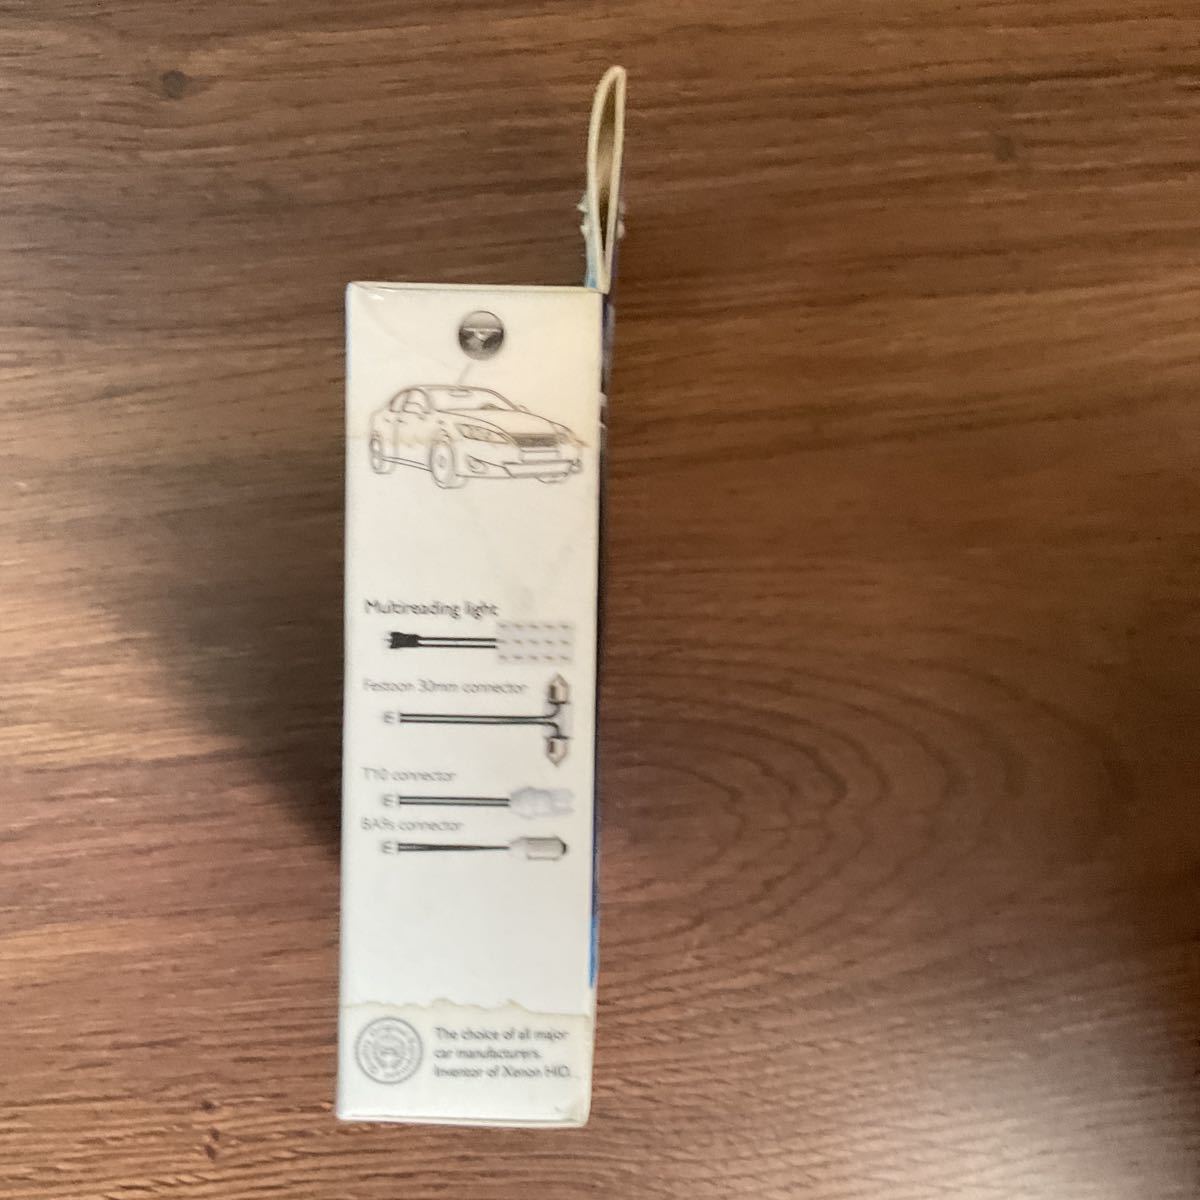 Multireading light
Festoon 30mm connector
T10 connector
BA9s connector
The choice of all major
car manufacturers.
Inventor of Xenon HID.